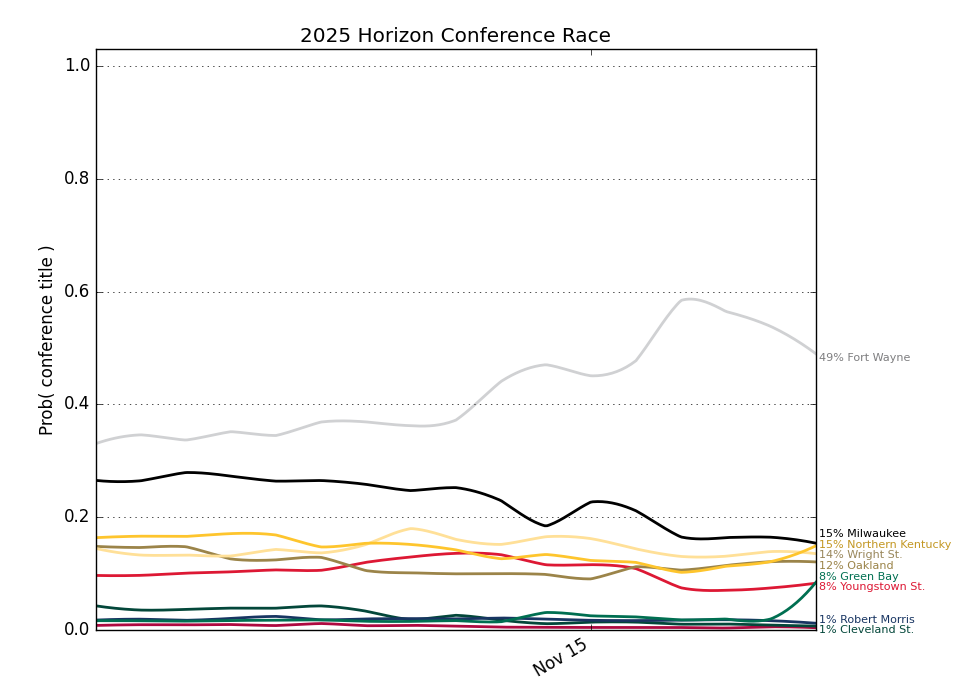 2025 Horizon Conference Race
Prob( conference title )
1.0
0.8
0.6
0.4
0.2
0.0
Nov 15
49% Fort Wayne
15% Milwaukee
15% Northern Kentucky
14% Wright St.
12% Oakland
8% Green Bay
8% Youngstown St.
1% Robert Morris
1% Cleveland St.